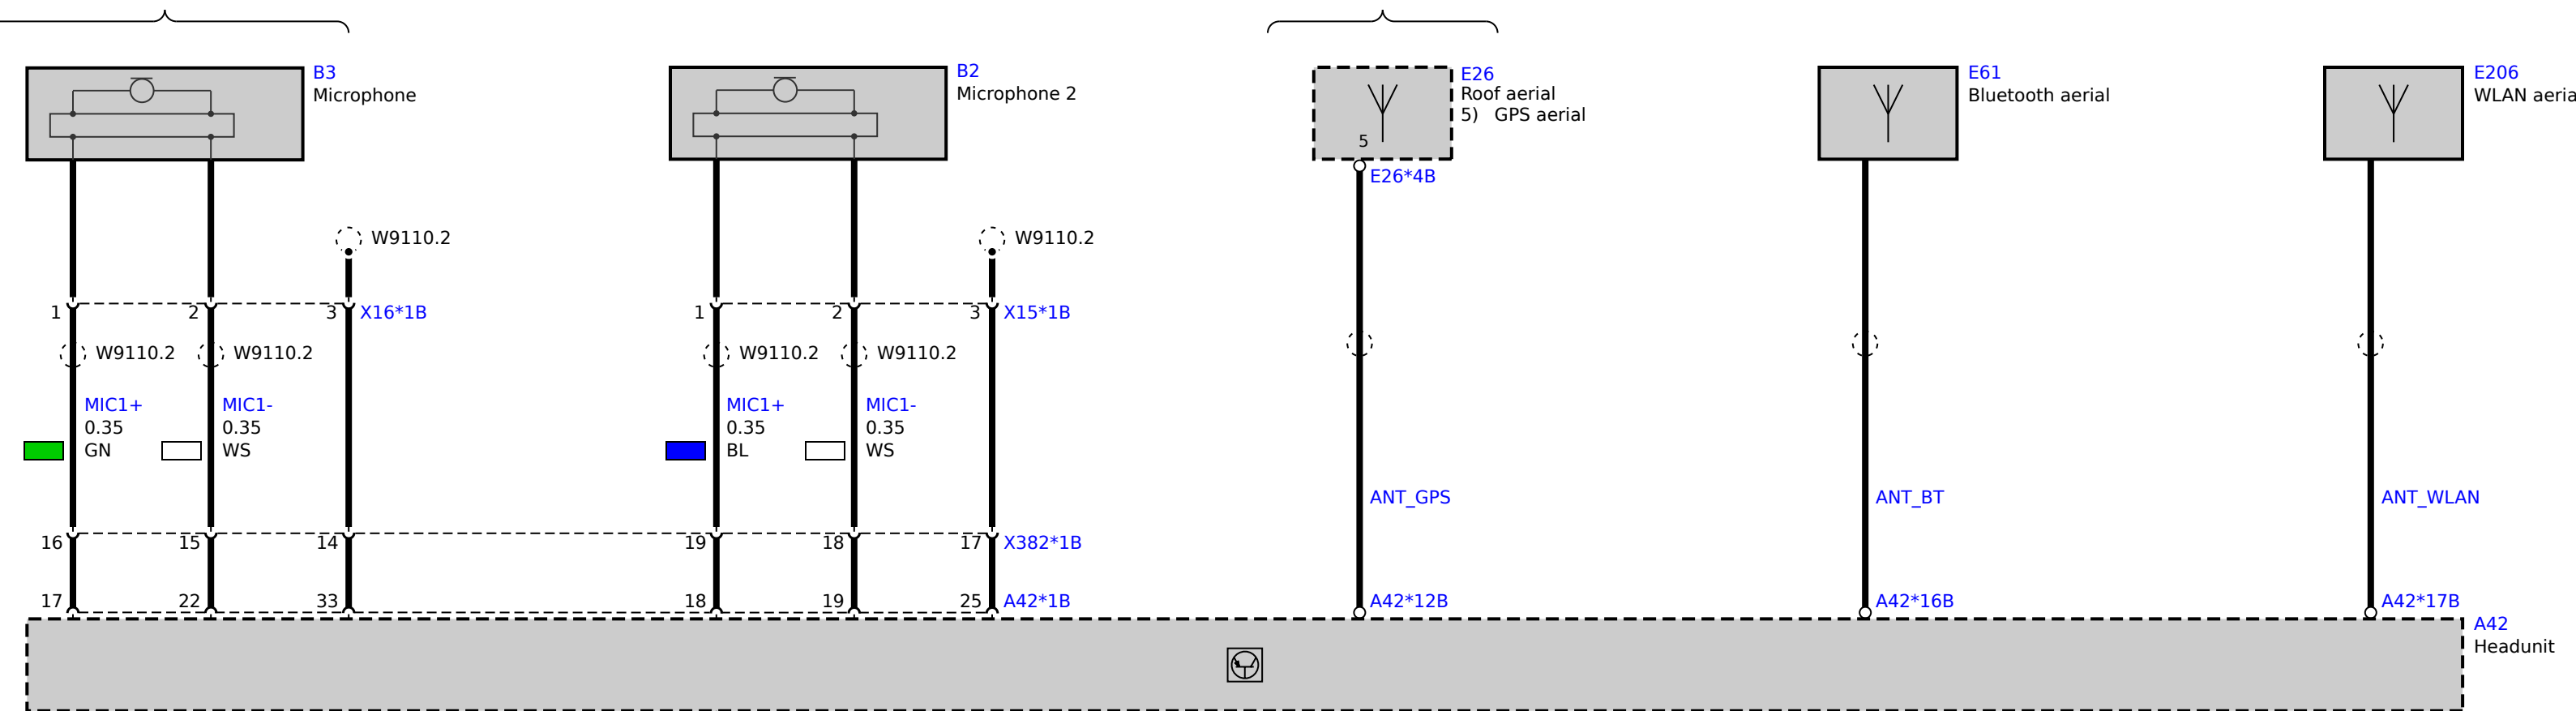 B3
Microphone
B2
Microphone 2
E26
Roof aerial
5) GPS aerial
5
E26*4B
E61
Bluetooth aerial
E206
WLAN aeria
W9110.2
W9110.2
1 2 3 X16*1B
1 2 3 X15*1B
W9110.2 W9110.2
W9110.2 W9110.2
MIC1+
0.35
GN
MIC1-
0.35
WS
MIC1+
0.35
BL
MIC1-
0.35
WS
ANT_GPS
ANT_BT
ANT_WLAN
16 15 14 19 18 17 X382*1B
17 22 33 18 19 25 A42*1B
A42*12B
A42*16B
A42*17B
A42
Headunit